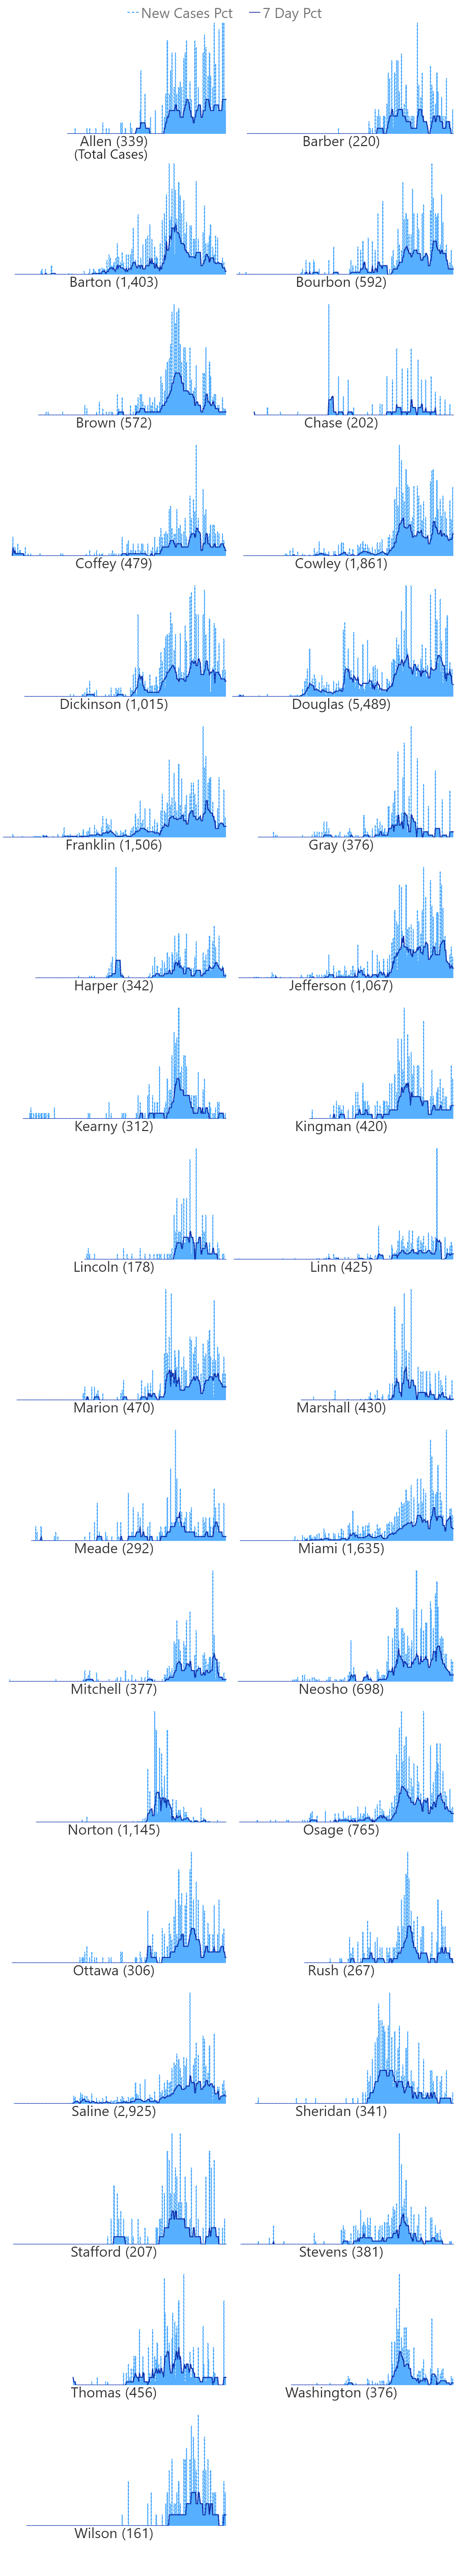 New Cases Pct 7 Day Pct
Allen (339)
(Total Cases)
Barber (220)
Barton (1,403)
Bourbon (592)
Brown (572)
Chase (202)
Coffey (479)
Cowley (1,861)
Dickinson (1,015)
Douglas (5,489)
Franklin (1,506)
Gray (376)
Harper (342)
Jefferson (1,067)
Kearny (312)
Kingman (420)
Lincoln (178)
Linn (425)
Marion (470)
Marshall (430)
Meade (292)
Miami (1,635)
Mitchell (377)
Neosho (698)
Norton (1,145)
Osage (765)
Ottawa (306)
Rush (267)
Saline (2,925)
Sheridan (341)
Stafford (207)
Stevens (381)
Thomas (456)
Washington (376)
Wilson (161)